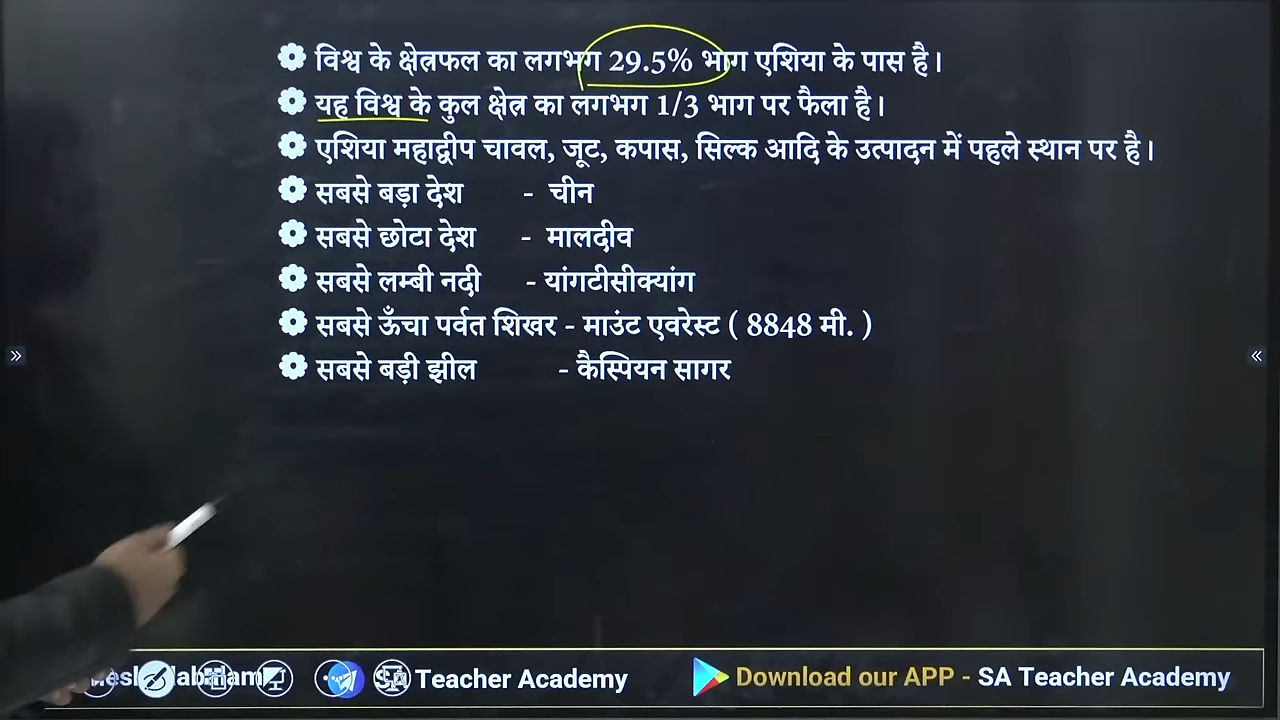 विश्व के क्षेत्रफल का लगभग 29.5% भाग एशिया के पास है।
यह विश्व के कुल क्षेत्र का लगभग 1/3 भाग पर फैला है।
एशिया महाद्वीप चावल, जूट, कपास, सिल्क आदि के उत्पादन में पहले स्थान पर है।
सबसे बड़ा देश - चीन
सबसे छोटा देश - मालदीव
सबसे लम्बी नदी - यांगटीसीक्यांग
सबसे ऊँचा पर्वत शिखर - माउंट एवरेस्ट ( 8848 मी. )
सबसे बड़ी झील - कैस्पियन सागर
Teacher Academy Download our APP - SA Teacher Academy